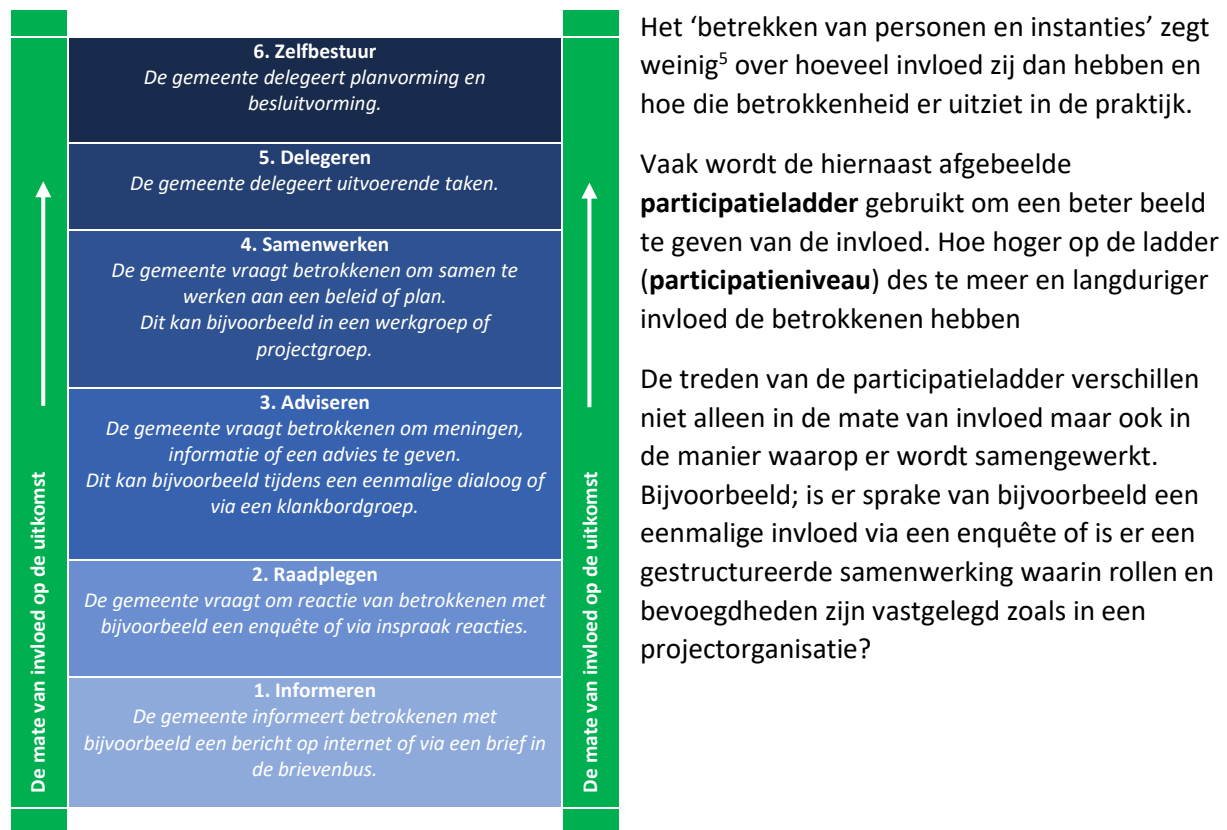 6. Zelfbestuur
De gemeente delegeert planvorming en
besluitvorming.
5. Delegeren
De gemeente delegeert uitvoerende taken.
4. Samenwerken
De gemeente vraagt betrokkenen om samen te
werken aan een beleid of plan.
Dit kan bijvoorbeeld in een werkgroep of
projectgroep.
3. Adviseren
De gemeente vraagt betrokkenen om meningen,
informatie of een advies te geven.
Dit kan bijvoorbeeld tijdens een eenmalige dialoog of
via een klankbordgroep.
2. Raadplegen
De gemeente vraagt om reactie van betrokkenen met
bijvoorbeeld een enquête of via inspraak reacties.
1. Informeren
De gemeente informeert betrokkenen met
bijvoorbeeld een bericht op internet of via een brief in
de brievenbus.
De mate van invloed op de uitkomst
De mate van invloed op de uitkomst
Het ‘betrekken van personen en instanties’ zegt
weinig⁵ over hoeveel invloed zij dan hebben en
hoe die betrokkenheid er uitziet in de praktijk.
Vaak wordt de hiernaast afgebeelde
participatieladder gebruikt om een beter beeld
te geven van de invloed. Hoe hoger op de ladder
(participatieniveau) des te meer en langduriger
invloed de betrokkenen hebben
De treden van de participatieladder verschillen
niet alleen in de mate van invloed maar ook in
de manier waarop er wordt samengewerkt.
Bijvoorbeeld; is er sprake van bijvoorbeeld een
eenmalige invloed via een enquête of is er een
gestructureerde samenwerking waarin rollen en
bevoegdheden zijn vastgelegd zoals in een
projectorganisatie?